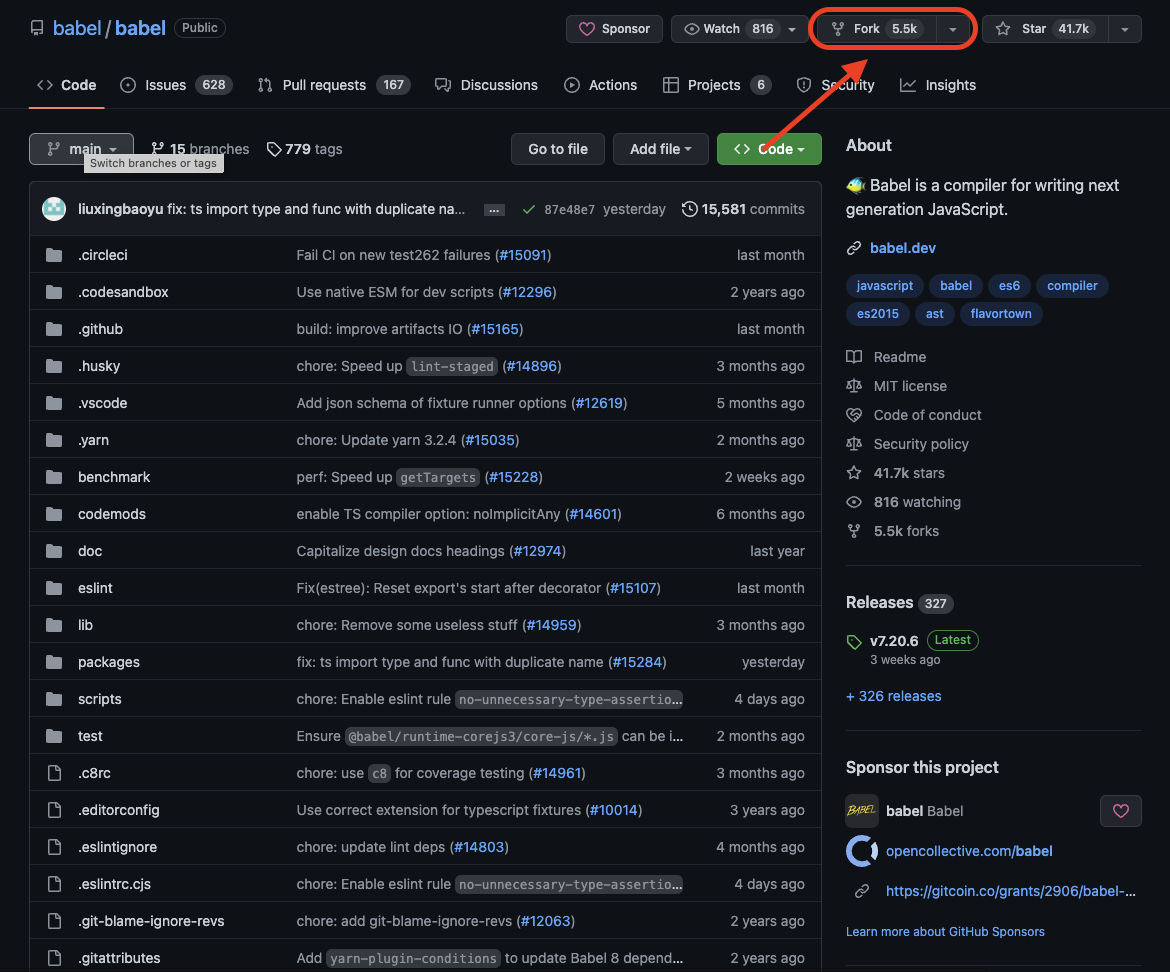 babel / babel Public
Sponsor Watch 816 Fork 5.5k Star 41.7k
Code Issues 628 Pull requests 167 Discussions Actions Projects 6 Security Insights
main 15 branches 779 tags Go to file Add file Code
Switch branches or tags
liuxingbaoyu fix: ts import type and func with duplicate na... ... 87e48e7 yesterday 15,581 commits
.circleci Fail CI on new test262 failures (#15091) last month
.codesandbox Use native ESM for dev scripts (#12296) 2 years ago
.github build: improve artifacts IO (#15165) last month
.husky chore: Speed up lint-staged (#14896) 3 months ago
.vscode Add json schema of fixture runner options (#12619) 5 months ago
.yarn chore: Update yarn 3.2.4 (#15035) 2 months ago
benchmark perf: Speed up getTargets (#15228) 2 weeks ago
codemods enable TS compiler option: noImplicitAny (#14601) 6 months ago
doc Capitalize design docs headings (#12974) last year
eslint Fix(estree): Reset export's start after decorator (#15107) last month
lib chore: Remove some useless stuff (#14959) 3 months ago
packages fix: ts import type and func with duplicate name (#15284) yesterday
scripts chore: Enable eslint rule no-unnecessary-type-assertio... 4 days ago
test Ensure @babel/runtime-corejs3/core-js/*.js can be i... 2 months ago
.c8rc chore: use c8 for coverage testing (#14961) 3 months ago
.editorconfig Use correct extension for typescript fixtures (#10014) 3 years ago
.eslintignore chore: update lint deps (#14803) 4 months ago
.eslintrc.cjs chore: Enable eslint rule no-unnecessary-type-assertio... 4 days ago
.git-blame-ignore-revs chore: add git-blame-ignore-revs (#12063) 2 years ago
.gitattributes Add yarn-plugin-conditions to update Babel 8 depend... 2 years ago
About
🐠 Babel is a compiler for writing next
generation JavaScript.
babel.dev
javascript babel es6 compiler
es2015 ast flavortown
Readme
MIT license
Code of conduct
Security policy
41.7k stars
816 watching
5.5k forks
Releases 327
v7.20.6 Latest
3 weeks ago
+ 326 releases
Sponsor this project
BABEL babel Babel
opencollective.com/babel
https://gitcoin.co/grants/2906/babel-...
Learn more about GitHub Sponsors